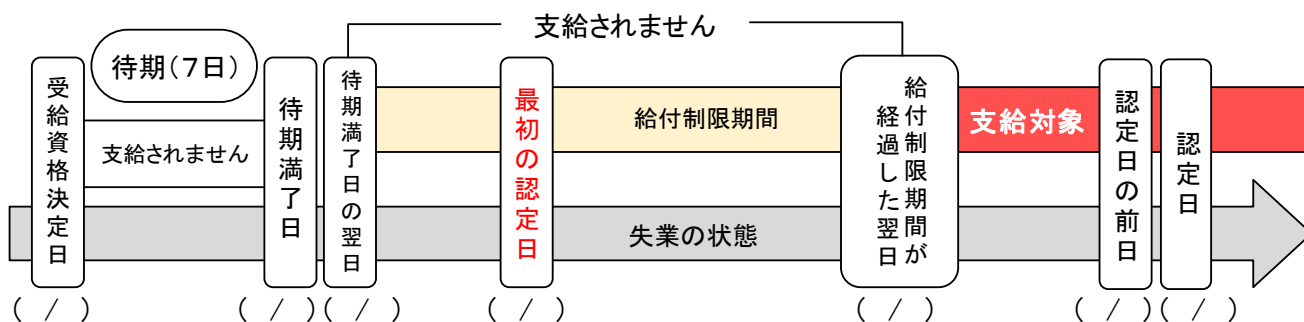 支給されません
待期(7日)
支給されません
受給資格決定日
待期満了日
待期満了日の翌日
最初の認定日
給付制限期間
給付制限期間が
経過した翌日
支給対象
認定日の前日
認定日
失業の状態
( / )
( / )
( / )
( / )
( / )
( / )
( / )